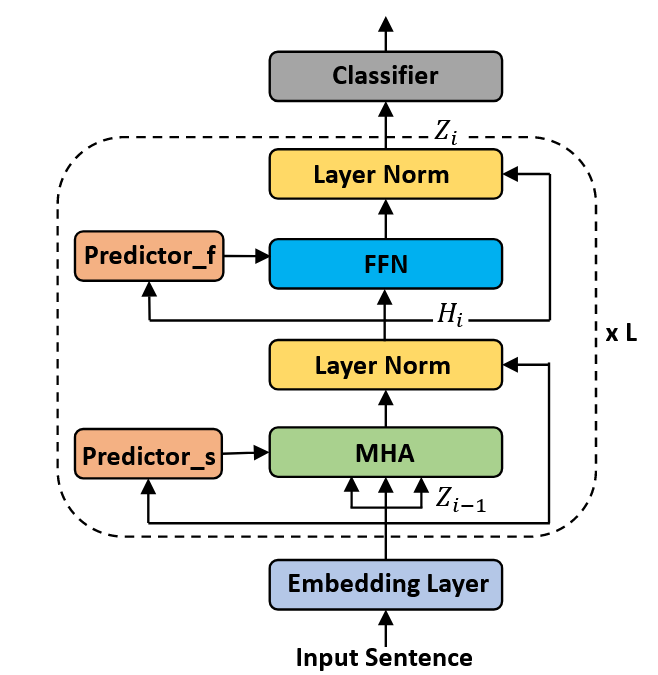 Classifier
Z_i
Layer Norm
Predictor_f
FFN
H_i
x L
Layer Norm
Predictor_s
MHA
Z_{i-1}
Embedding Layer
Input Sentence